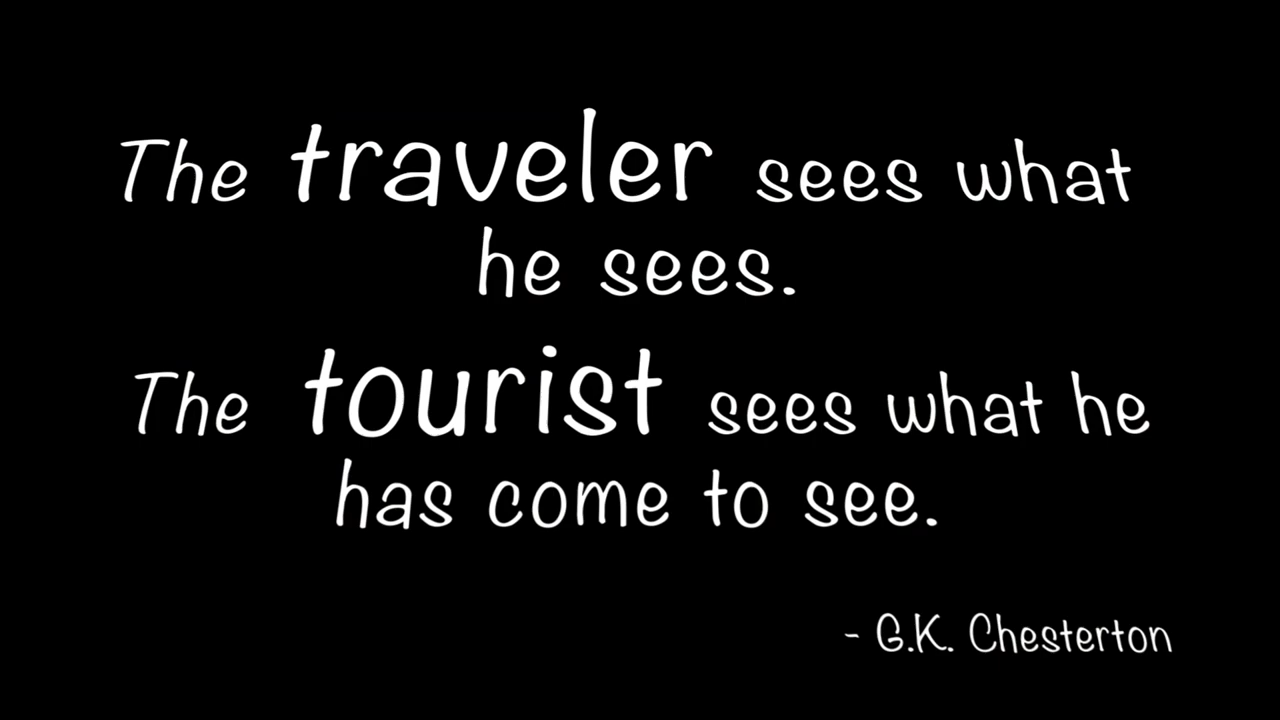 The traveler sees what
he sees.
The tourist sees what he
has come to see.
- G.K. Chesterton